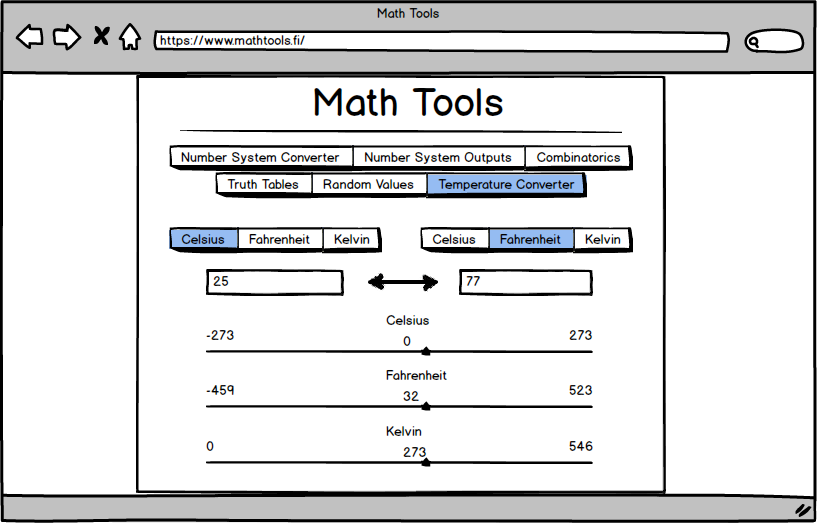 Math Tools
https://www.mathtools.fi/
Math Tools
Number System Converter Number System Outputs Combinatorics
Truth Tables Random Values Temperature Converter
Celsius Fahrenheit Kelvin Celsius Fahrenheit Kelvin
25 77
Celsius
-273 0 273
Fahrenheit
-459 32 523
Kelvin
0 273 546